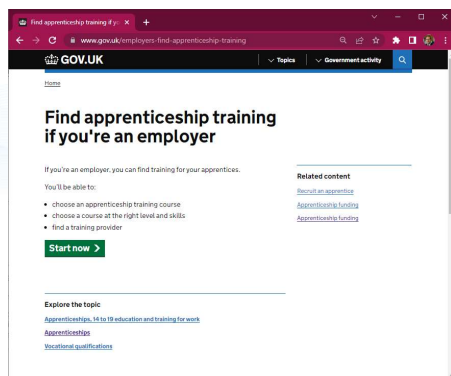 Find apprenticeship training if yo
www.gov.uk/employers-find-apprenticeship-training
GOV.UK
Topics
Government activity
Home
Find apprenticeship training
if you're an employer
If you're an employer, you can find training for your apprentices.
You'll be able to:
• choose an apprenticeship training course
• choose a course at the right level and skills
• find a training provider
Start now
Related content
Recruit an apprentice
Apprenticeship funding
Apprenticeship funding
Explore the topic
Apprenticeships, 14 to 19 education and training for work
Apprenticeships
Vocational qualifications